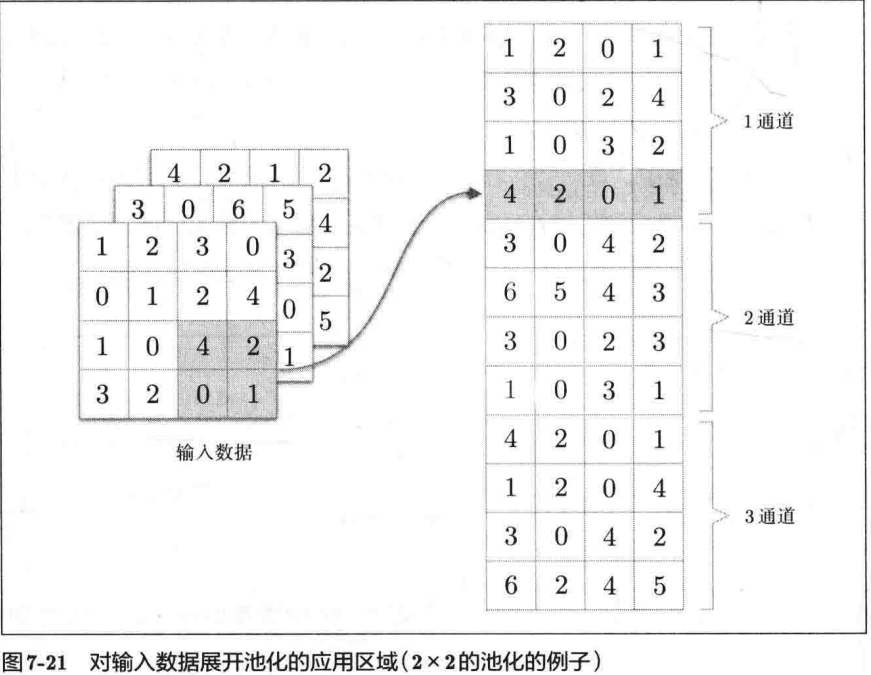 4 2 1 2
3 0 6 5 4
1 2 3 0 3 2
0 1 2 4 0 5
1 0 4 2 1
3 2 0 1
输入数据
1 2 0 1
3 0 2 4
1 0 3 2
4 2 0 1
1通道
3 0 4 2
6 5 4 3
3 0 2 3
1 0 3 1
2通道
4 2 0 1
1 2 0 4
3 0 4 2
6 2 4 5
3通道
图7-21 对输入数据展开池化的应用区域(2×2的池化的例子)